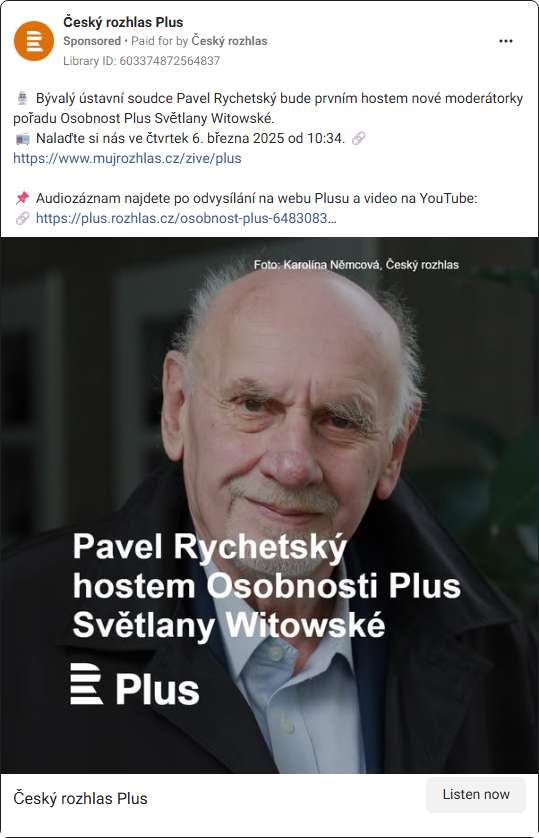 Český rozhlas Plus
Sponsored • Paid for by Český rozhlas
Library ID: 603374872564837
🎙️ Bývalý ústavní soudce Pavel Rychetský bude prvním hostem nové moderátorky
pořadu Osobnost Plus Světlany Witowské.
📻 Nalaďte si nás ve čtvrtek 6. března 2025 od 10:34. 🔗
https://www.mujrozhlas.cz/zive/plus
📌 Audiozáznam najdete po odvysílání na webu Plusu a video na YouTube:
🔗 https://plus.rozhlas.cz/osobnost-plus-6483083…
Foto: Karolína Němcová, Český rozhlas
Pavel Rychetský
hostem Osobnosti Plus
Světlany Witowské
Plus
Český rozhlas Plus
Listen now